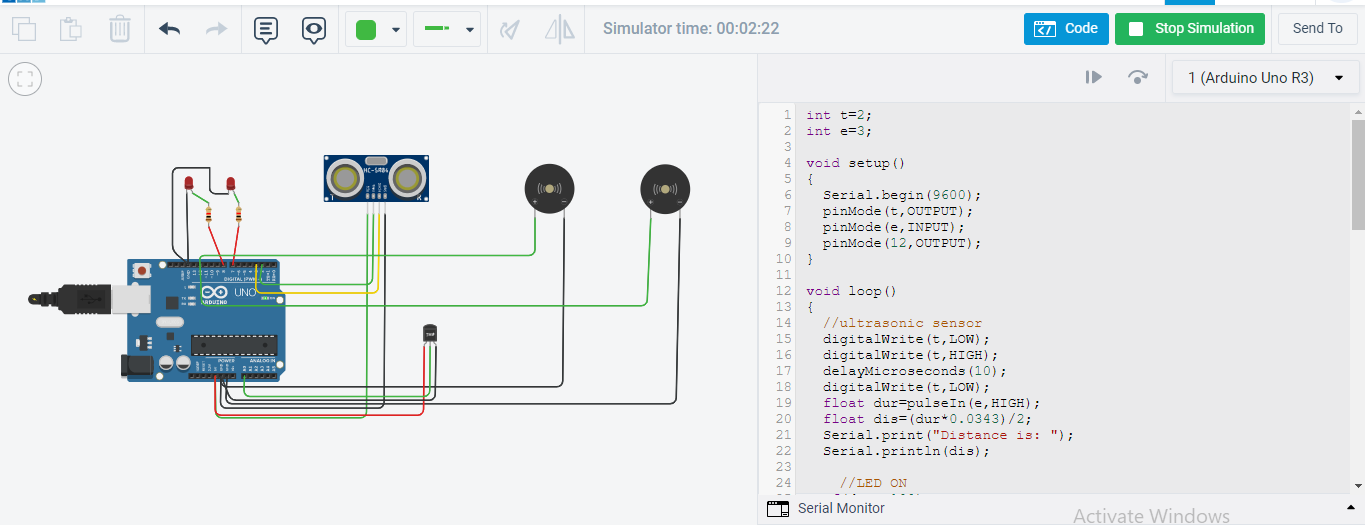 Simulator time: 00:02:22
Code
Stop Simulation
Send To
1 (Arduino Uno R3)
HC-SR04
DIGITAL (PWM
UNO
ARDUINO
POWER
ANALOG IN
TMP
1 int t=2;
2 int e=3;
3
4 void setup()
5 {
6 Serial.begin(9600);
7 pinMode(t,OUTPUT);
8 pinMode(e,INPUT);
9 pinMode(12,OUTPUT);
10 }
11
12 void loop()
13 {
14 //ultrasonic sensor
15 digitalWrite(t,LOW);
16 digitalWrite(t,HIGH);
17 delayMicroseconds(10);
18 digitalWrite(t,LOW);
19 float dur=pulseIn(e,HIGH);
20 float dis=(dur*0.0343)/2;
21 Serial.print("Distance is: ");
22 Serial.println(dis);
23
24 //LED ON
Serial Monitor
Activate Windows